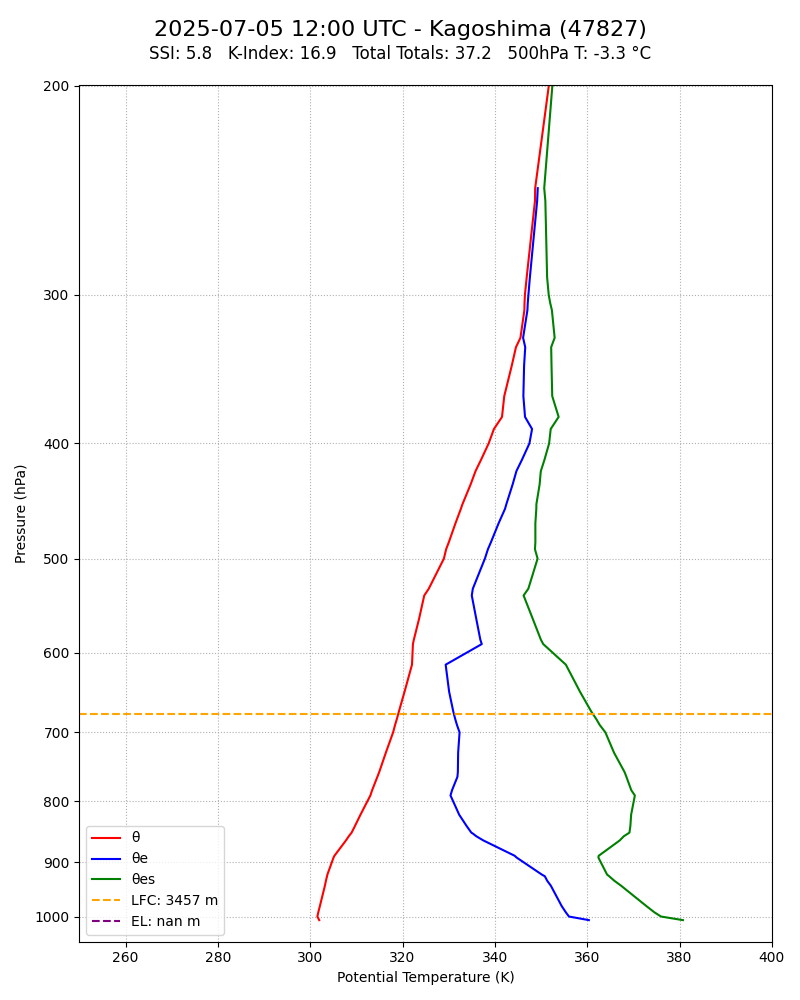 2025-07-05 12:00 UTC - Kagoshima (47827)
SSI: 5.8 K-Index: 16.9 Total Totals: 37.2 500hPa T: -3.3 °C
200
300
400
500
600
700
800
900
1000
Pressure (hPa)
θ
θe
θes
LFC: 3457 m
EL: nan m
260 280 300 320 340 360 380 400
Potential Temperature (K)